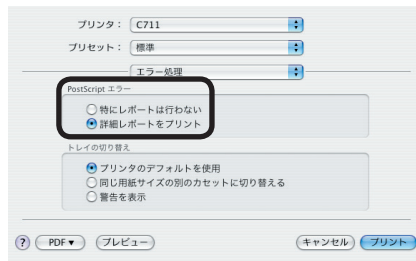 プリンタ： C711
プリセット： 標準
エラー処理
PostScript エラー
特にレポートは行わない
詳細レポートをプリント
トレイの切り替え
プリンタのデフォルトを使用
同じ用紙サイズの別のカセットに切り替える
警告を表示
? PDF▼ プレビュー キャンセル プリント